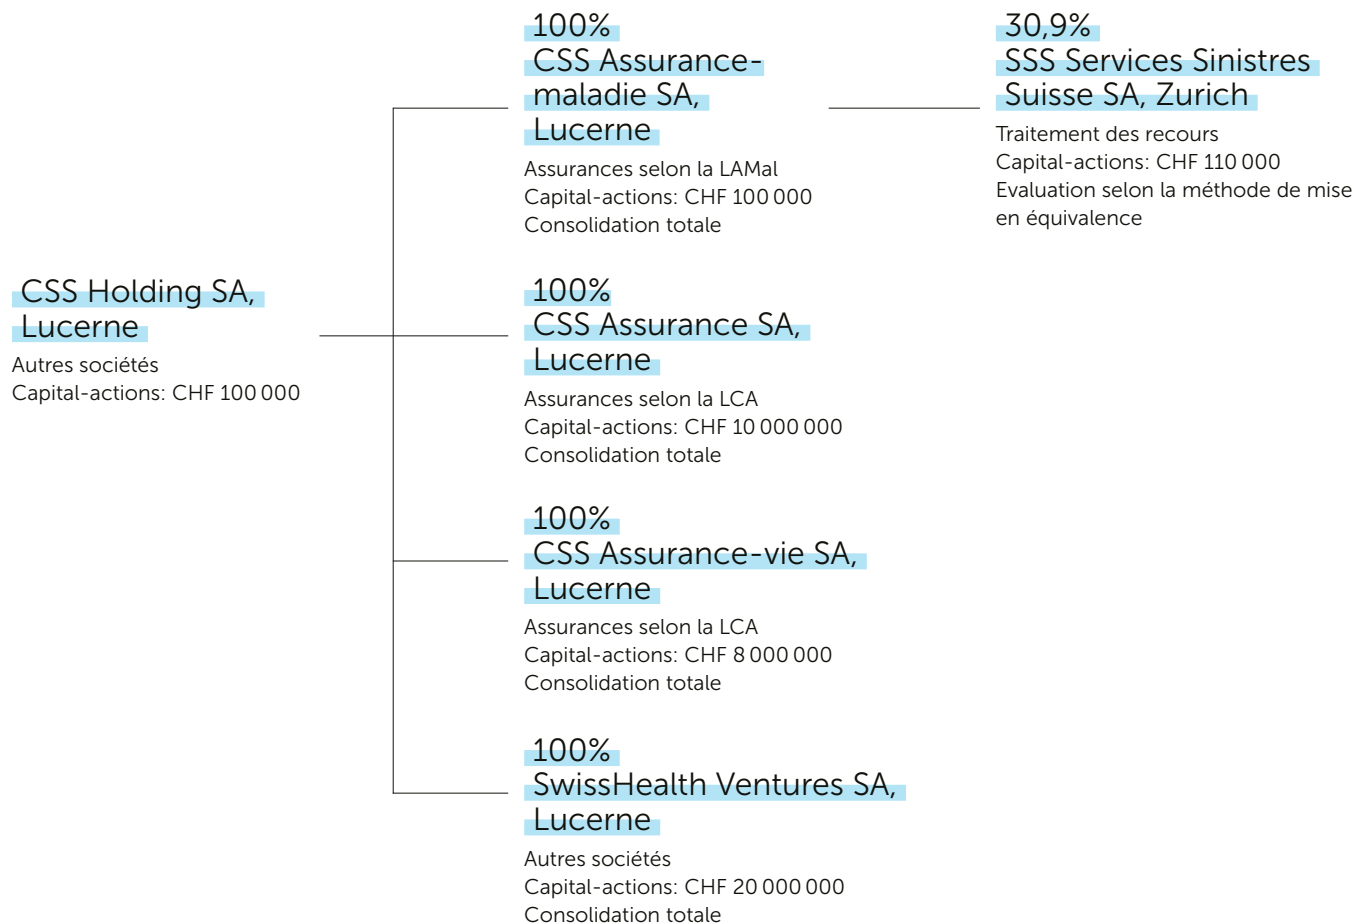 CSS Holding SA,
Lucerne
Autres sociétés
Capital-actions: CHF 100 000
100%
CSS Assurance-
maladie SA,
Lucerne
Assurances selon la LAMal
Capital-actions: CHF 100 000
Consolidation totale
30,9%
SSS Services Sinistres
Suisse SA, Zurich
Traitement des recours
Capital-actions: CHF 110 000
Evaluation selon la méthode de mise
en équivalence
100%
CSS Assurance SA,
Lucerne
Assurances selon la LCA
Capital-actions: CHF 10 000 000
Consolidation totale
100%
CSS Assurance-vie SA,
Lucerne
Assurances selon la LCA
Capital-actions: CHF 8 000 000
Consolidation totale
100%
SwissHealth Ventures SA,
Lucerne
Autres sociétés
Capital-actions: CHF 20 000 000
Consolidation totale